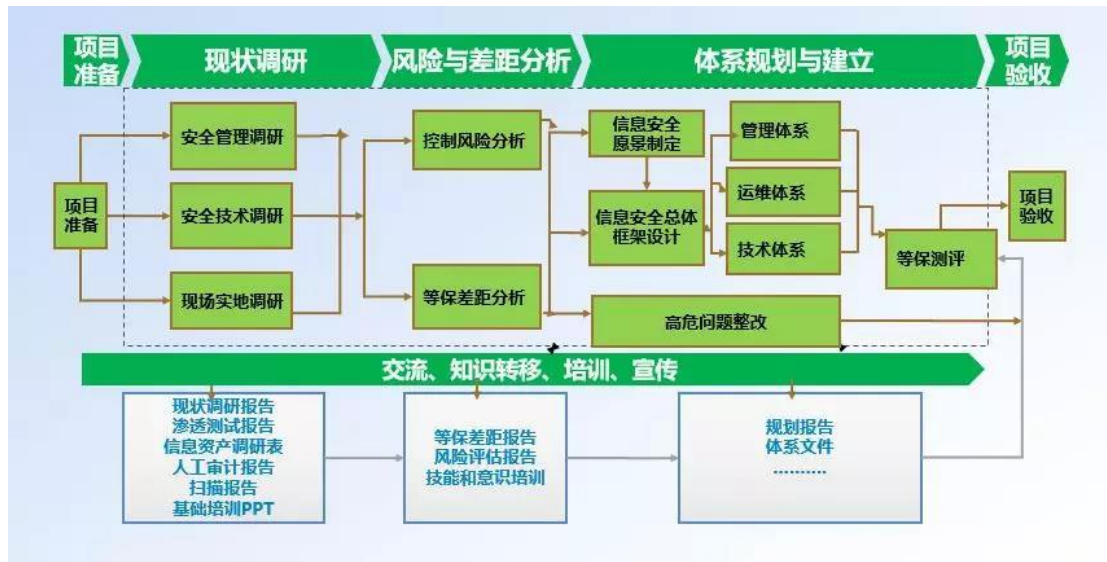 项目
准备
现状调研
风险与差距分析
体系规划与建立
项目
验收
安全管理调研
控制风险分析
信息安全
愿景制定
管理体系
项目
准备
安全技术调研
信息安全总体
框架设计
运维体系
技术体系
项目
验收
等保测评
现场实地调研
等保差距分析
高危问题整改
交流、知识转移、培训、宣传
现状调研报告
渗透测试报告
信息资产调研表
人工审计报告
扫描报告
基础培训PPT
等保差距报告
风险评估报告
技能和意识培训
规划报告
体系文件
..........